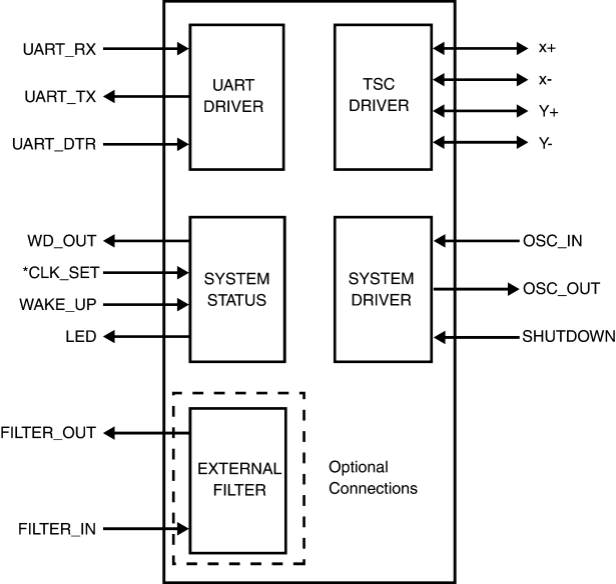 UART_RX
UART_TX
UART_DTR
UART
DRIVER
TSC
DRIVER
x+
x-
Y+
Y-
WD_OUT
*CLK_SET
WAKE_UP
LED
SYSTEM
STATUS
SYSTEM
DRIVER
OSC_IN
OSC_OUT
SHUTDOWN
FILTER_OUT
FILTER_IN
EXTERNAL
FILTER
Optional
Connections